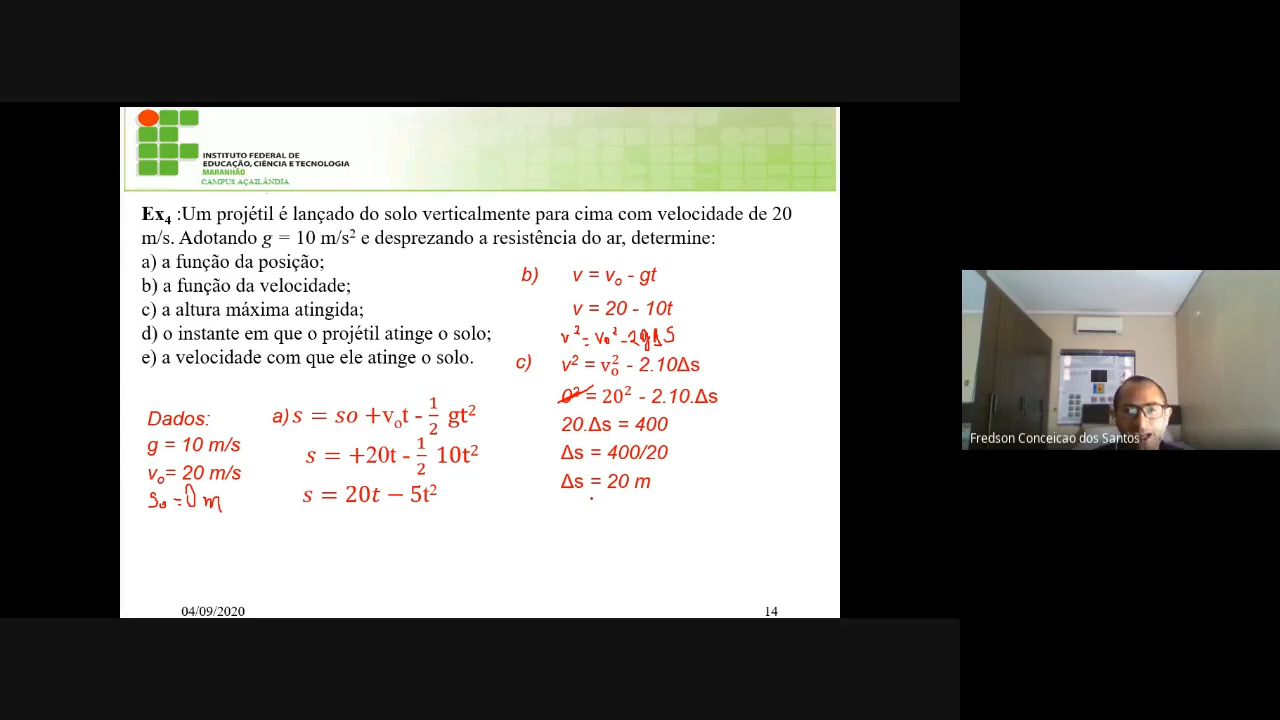 INSTITUTO FEDERAL DE
EDUCAÇÃO, CIÊNCIA E TECNOLOGIA
MARANHÃO
CAMPUS AÇAILÂNDIA
Ex₄ :Um projétil é lançado do solo verticalmente para cima com velocidade de 20
m/s. Adotando g = 10 m/s² e desprezando a resistência do ar, determine:
a) a função da posição;
b) a função da velocidade;
c) a altura máxima atingida;
d) o instante em que o projétil atinge o solo;
e) a velocidade com que ele atinge o solo.
Dados:
g = 10 m/s
vₒ= 20 m/s
s₀ = 0 m
a) s = so +vₒt - 1/2 gt²
s = +20t - 1/2 10t²
s = 20t − 5t²
b) v = vₒ - gt
v = 20 - 10t
v² = v₀² - 2gΔS
c) v² = vₒ² - 2.10Δs
0² = 20² - 2.10.Δs
20.Δs = 400
Δs = 400/20
Δs = 20 m
04/09/2020
14
Fredson Conceicao dos Santos